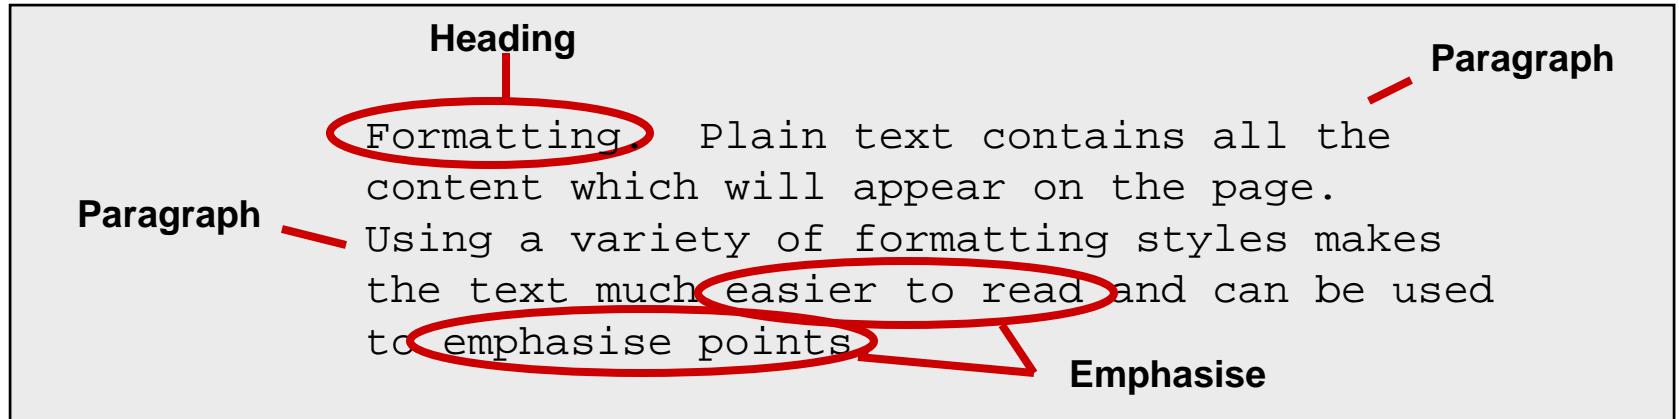 Heading
Paragraph
Formatting. Plain text contains all the
content which will appear on the page.
Paragraph
Using a variety of formatting styles makes
the text much easier to read and can be used
to emphasise points
Emphasise